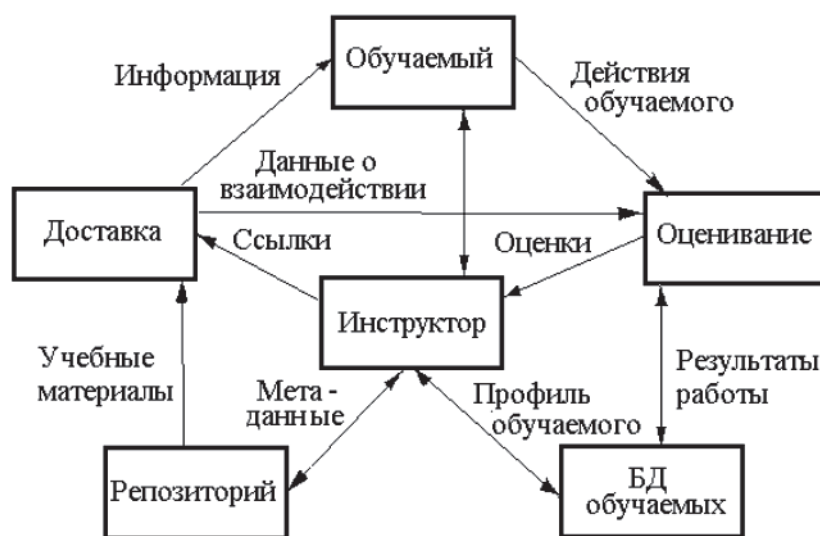 Обучаемый
Информация
Действия
обучаемого
Данные о
взаимодействии
Доставка
Оценивание
Ссылки
Оценки
Инструктор
Учебные
материалы
Мета-
данные
Профиль
обучаемого
Результаты
работы
Репозиторий
БД
обучаемых